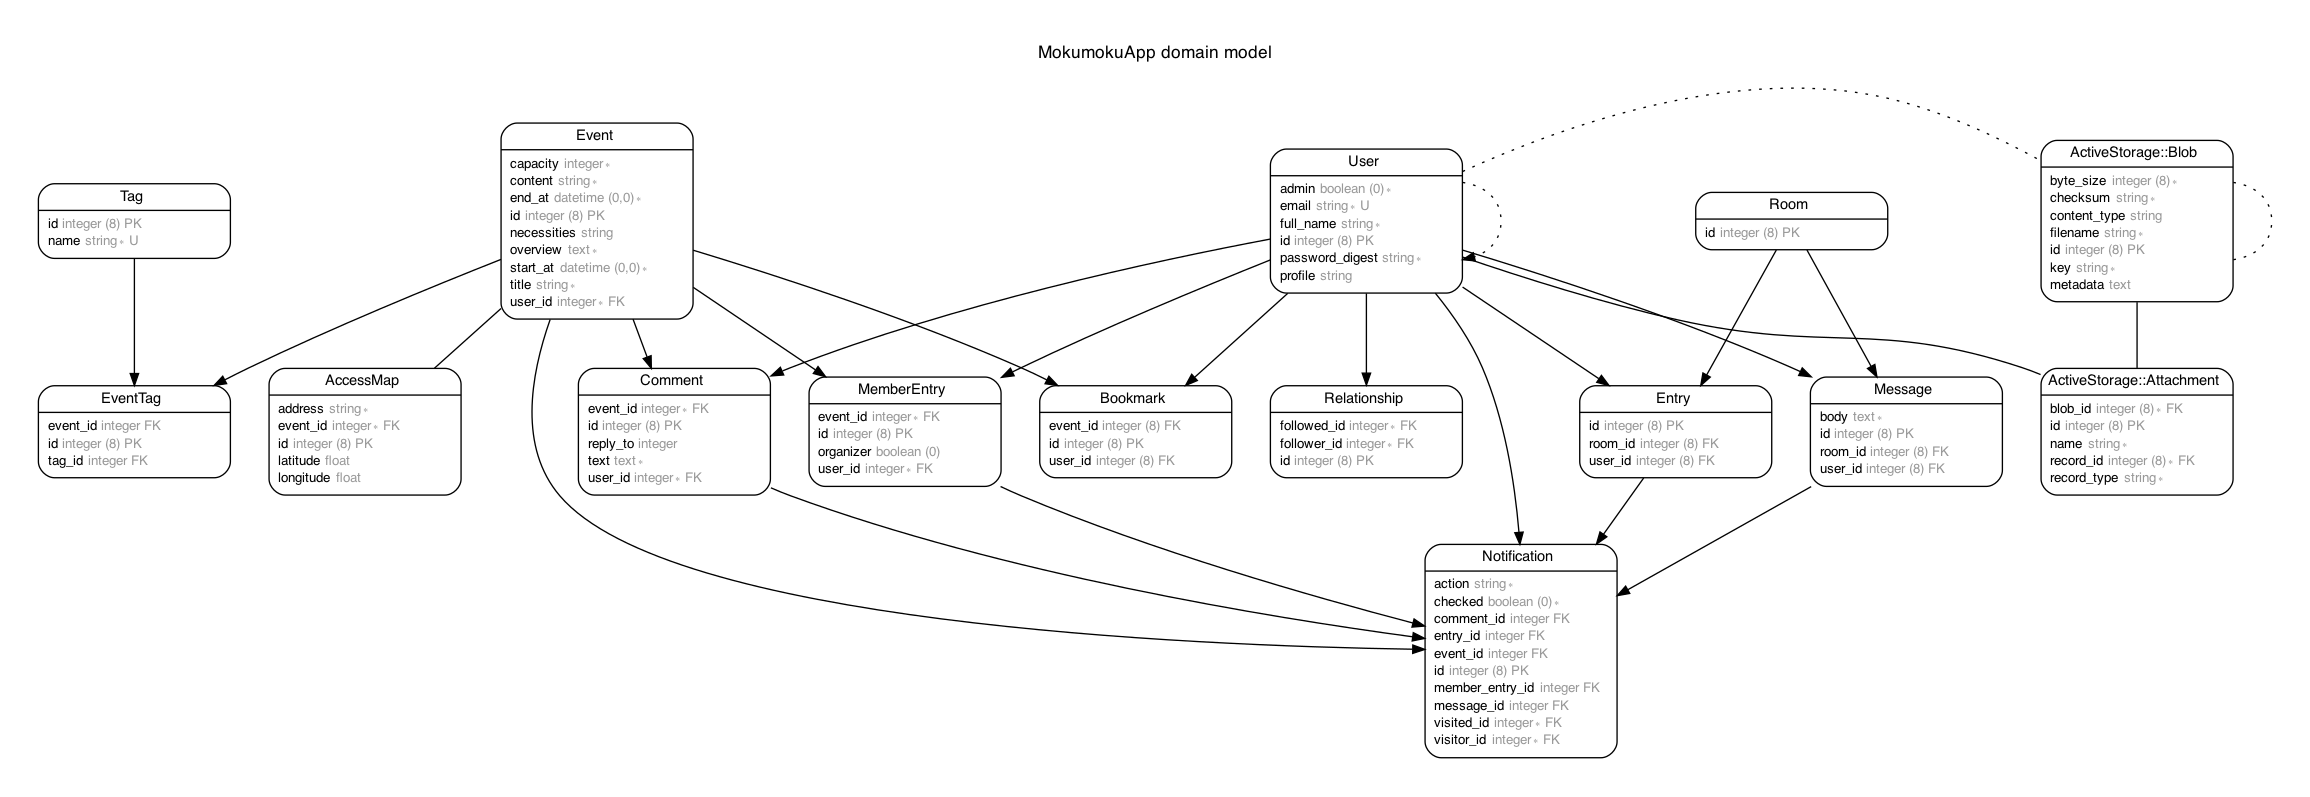 MokumokuApp domain model
Event
capacity integer*
content string*
end_at datetime (0,0)*
id integer (8) PK
necessities string
overview text*
start_at datetime (0,0)*
title string*
user_id integer* FK
User
admin boolean (0)*
email string* U
full_name string*
id integer (8) PK
password_digest string*
profile string
ActiveStorage::Blob
byte_size integer (8)*
checksum string*
content_type string
filename string*
id integer (8) PK
key string*
metadata text
Tag
id integer (8) PK
name string* U
Room
id integer (8) PK
EventTag
event_id integer FK
id integer (8) PK
tag_id integer FK
AccessMap
address string*
event_id integer* FK
id integer (8) PK
latitude float
longitude float
Comment
event_id integer* FK
id integer (8) PK
reply_to integer
text text*
user_id integer* FK
MemberEntry
event_id integer* FK
id integer (8) PK
organizer boolean (0)
user_id integer* FK
Bookmark
event_id integer (8) FK
id integer (8) PK
user_id integer (8) FK
Relationship
followed_id integer* FK
follower_id integer* FK
id integer (8) PK
Entry
id integer (8) PK
room_id integer (8) FK
user_id integer (8) FK
Message
body text*
id integer (8) PK
room_id integer (8) FK
user_id integer (8) FK
ActiveStorage::Attachment
blob_id integer (8)* FK
id integer (8) PK
name string*
record_id integer (8)* FK
record_type string*
Notification
action string*
checked boolean (0)*
comment_id integer FK
entry_id integer FK
event_id integer FK
id integer (8) PK
member_entry_id integer FK
message_id integer FK
visited_id integer* FK
visitor_id integer* FK